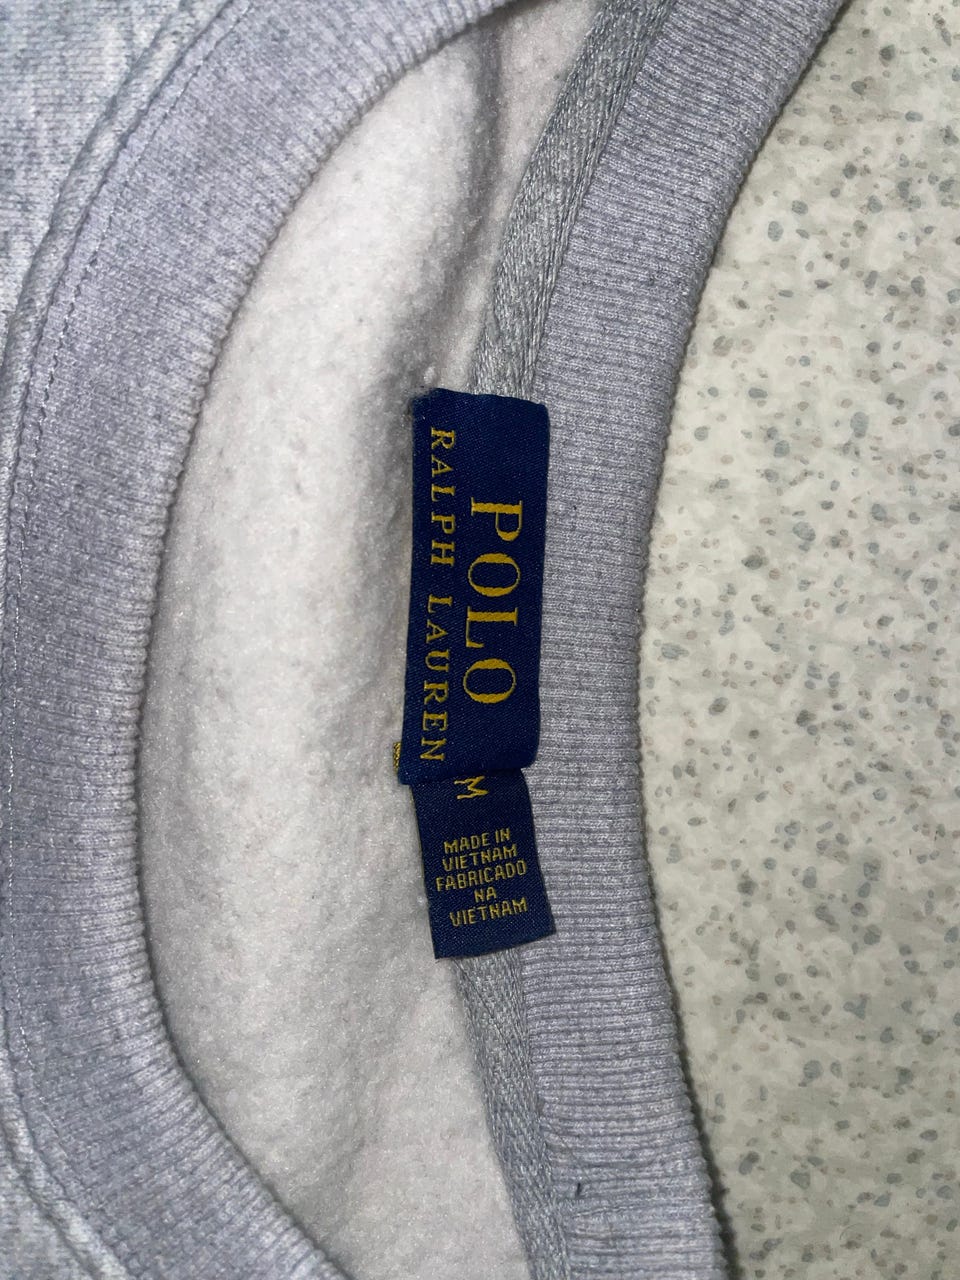 POLO
RALPH LAUREN
M
MADE IN
VIETNAM
FABRICADO
NA
VIETNAM